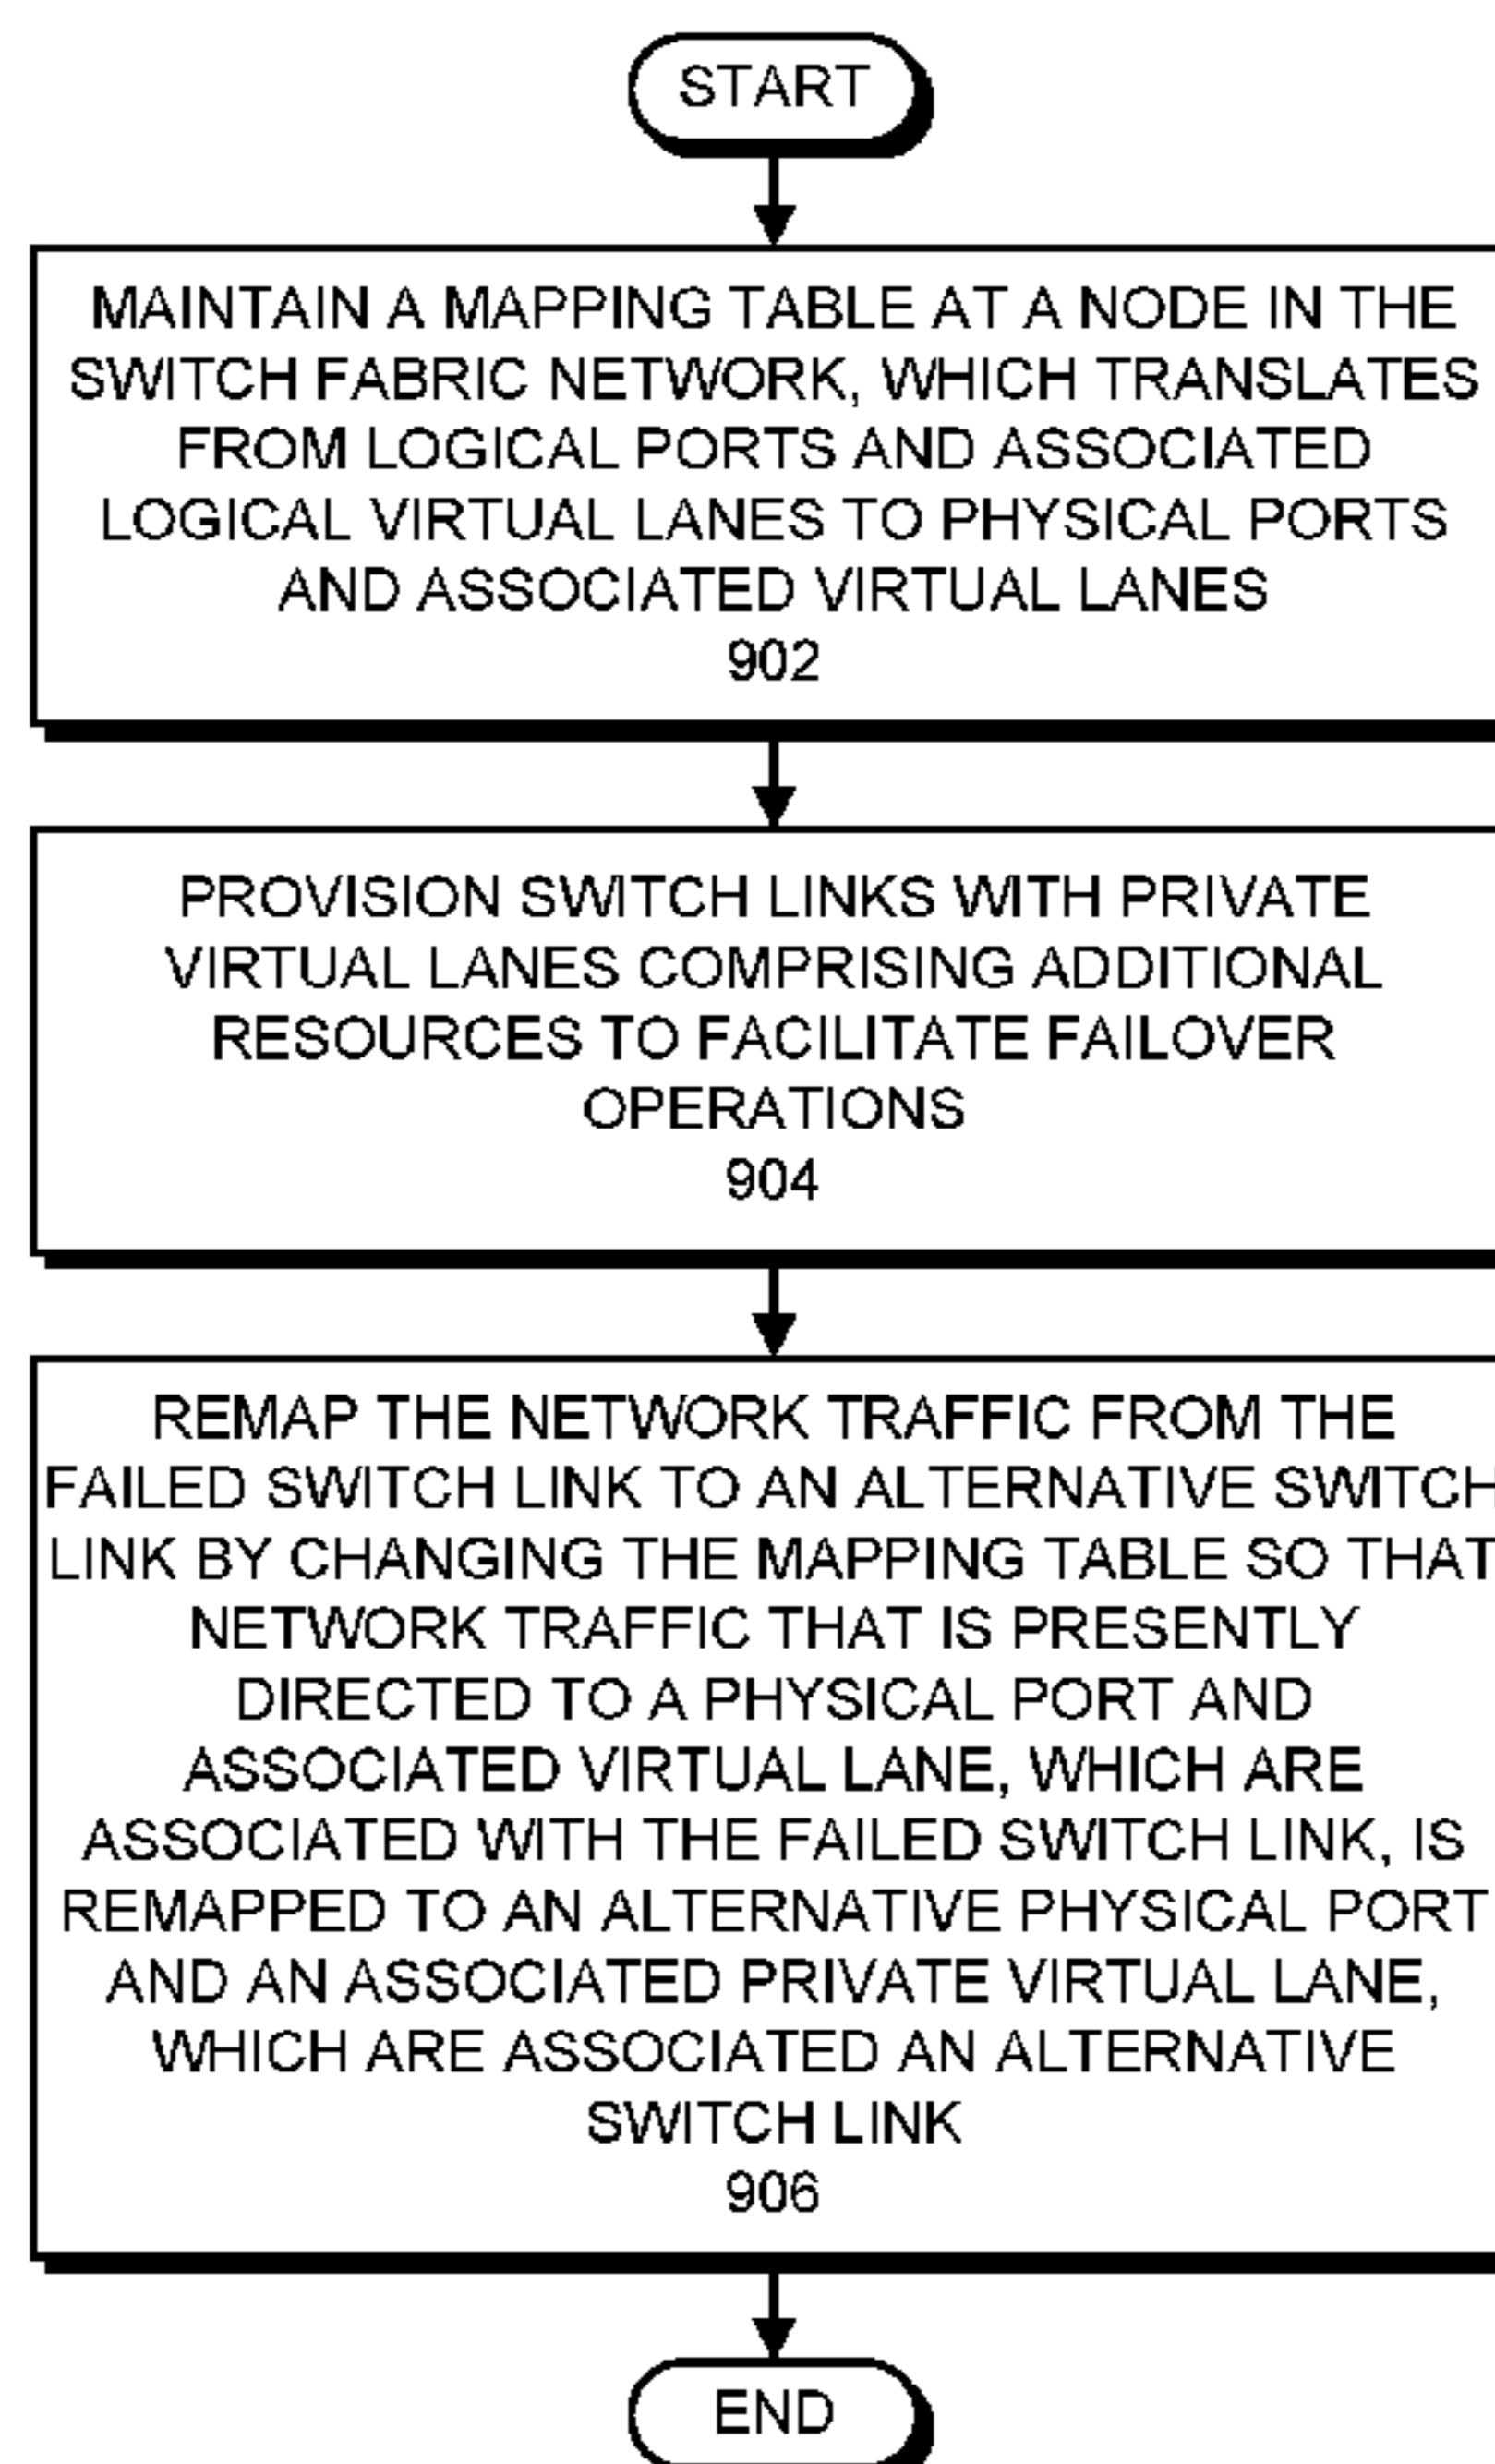 START
MAINTAIN A MAPPING TABLE AT A NODE IN THE
SWITCH FABRIC NETWORK, WHICH TRANSLATES
FROM LOGICAL PORTS AND ASSOCIATED
LOGICAL VIRTUAL LANES TO PHYSICAL PORTS
AND ASSOCIATED VIRTUAL LANES
902
PROVISION SWITCH LINKS WITH PRIVATE
VIRTUAL LANES COMPRISING ADDITIONAL
RESOURCES TO FACILITATE FAILOVER
OPERATIONS
904
REMAP THE NETWORK TRAFFIC FROM THE
FAILED SWITCH LINK TO AN ALTERNATIVE SWITCH
LINK BY CHANGING THE MAPPING TABLE SO THAT
NETWORK TRAFFIC THAT IS PRESENTLY
DIRECTED TO A PHYSICAL PORT AND
ASSOCIATED VIRTUAL LANE, WHICH ARE
ASSOCIATED WITH THE FAILED SWITCH LINK, IS
REMAPPED TO AN ALTERNATIVE PHYSICAL PORT
AND AN ASSOCIATED PRIVATE VIRTUAL LANE,
WHICH ARE ASSOCIATED AN ALTERNATIVE
SWITCH LINK
906
END